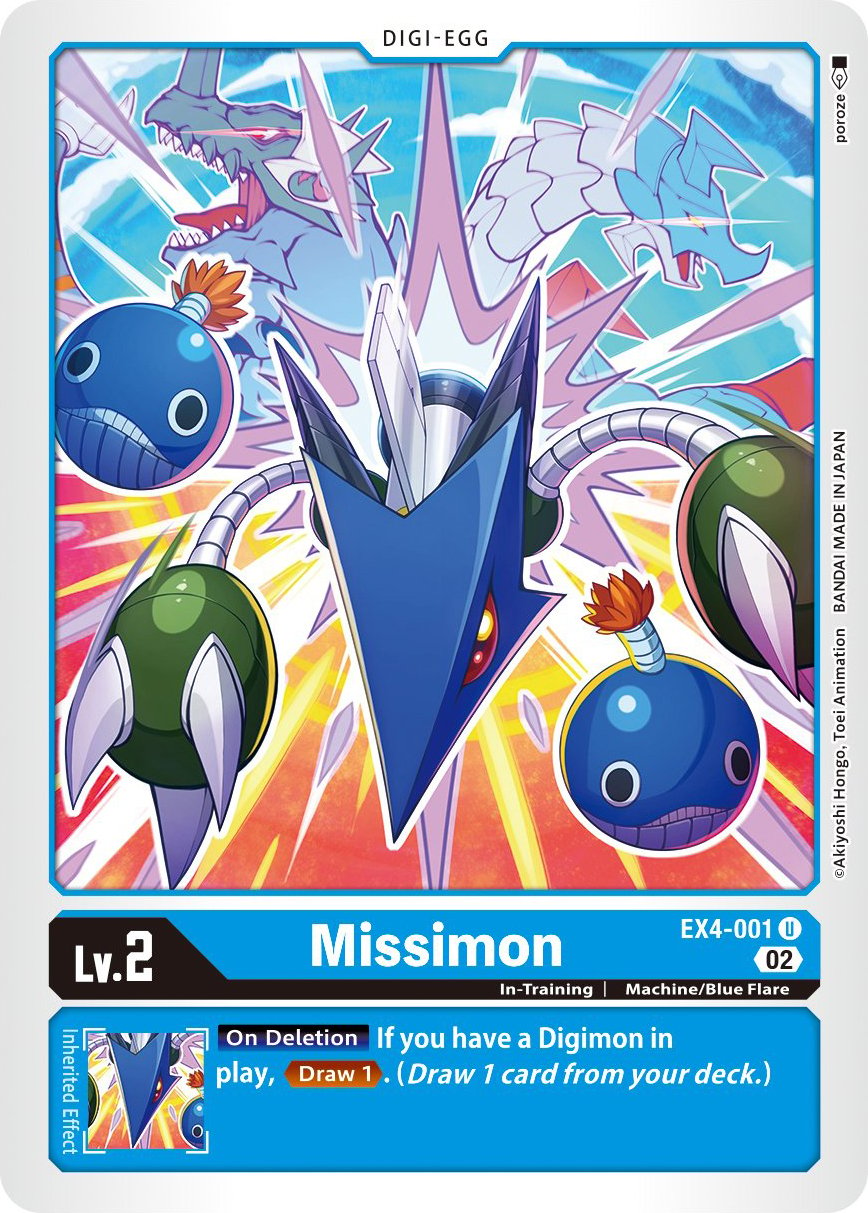 DIGI-EGG
poroze
BANDAI MADE IN JAPAN
©Akiyoshi Hongo, Toei Animation
Lv.2
Missimon
EX4-001 U
02
In-Training | Machine/Blue Flare
Inherited Effect
On Deletion If you have a Digimon in
play, Draw 1. (Draw 1 card from your deck.)